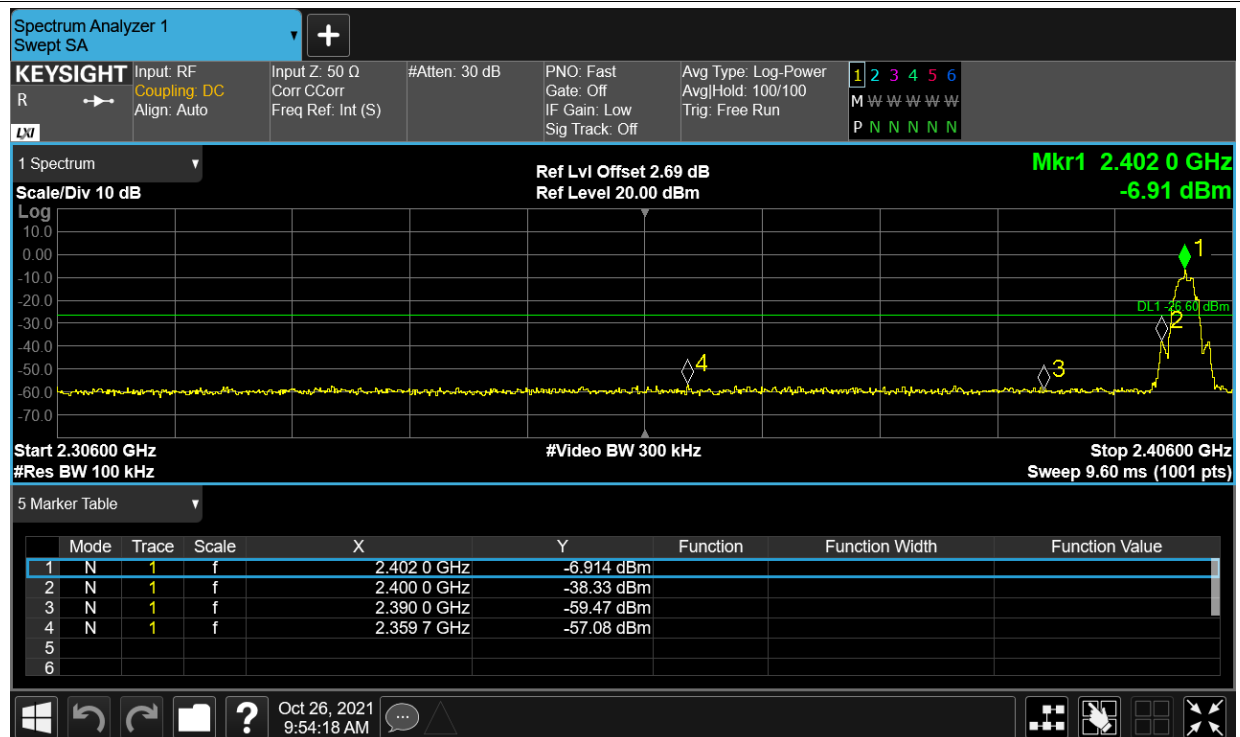 Spectrum Analyzer 1
Swept SA
+
KEYSIGHT Input: RF Input Z: 50 Ω #Atten: 30 dB PNO: Fast Avg Type: Log-Power 1 2 3 4 5 6
R Coupling: DC Corr CCorr Gate: Off Avg|Hold: 100/100
Align: Auto Freq Ref: Int (S) IF Gain: Low Trig: Free Run M W W W W W
LXI Sig Track: Off P N N N N N
1 Spectrum Ref Lvl Offset 2.69 dB Mkr1 2.402 0 GHz
Scale/Div 10 dB Ref Level 20.00 dBm -6.91 dBm
Log
10.0
0.00 1
-10.0
-20.0
DL1 -26.60 dBm
-30.0 2
-40.0
-50.0 4 3
-60.0
-70.0
Start 2.30600 GHz #Video BW 300 kHz Stop 2.40600 GHz
#Res BW 100 kHz Sweep 9.60 ms (1001 pts)
5 Marker Table
Mode Trace Scale X Y Function Function Width Function Value
1 N 1 f 2.402 0 GHz -6.914 dBm
2 N 1 f 2.400 0 GHz -38.33 dBm
3 N 1 f 2.390 0 GHz -59.47 dBm
4 N 1 f 2.359 7 GHz -57.08 dBm
5
6
? Oct 26, 2021
9:54:18 AM